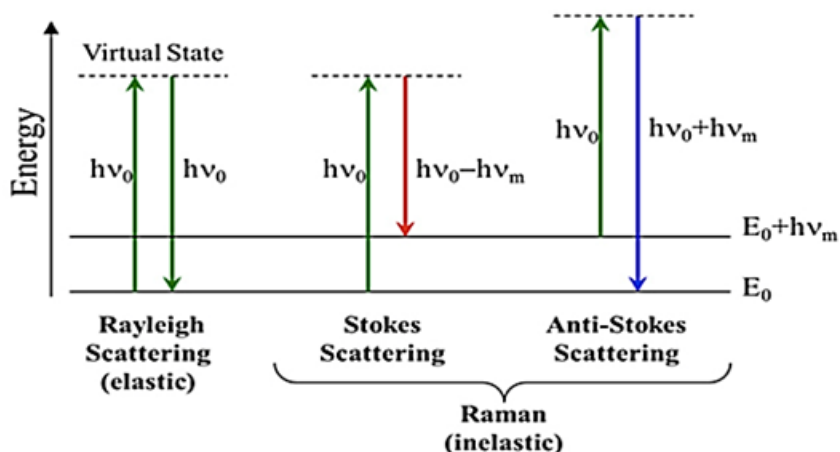 Energy
Virtual State
hν₀
hν₀
hν₀
hν₀–hνₘ
hν₀
hν₀+hνₘ
E₀+hνₘ
E₀
Rayleigh
Scattering
(elastic)
Stokes
Scattering
Anti-Stokes
Scattering
Raman
(inelastic)